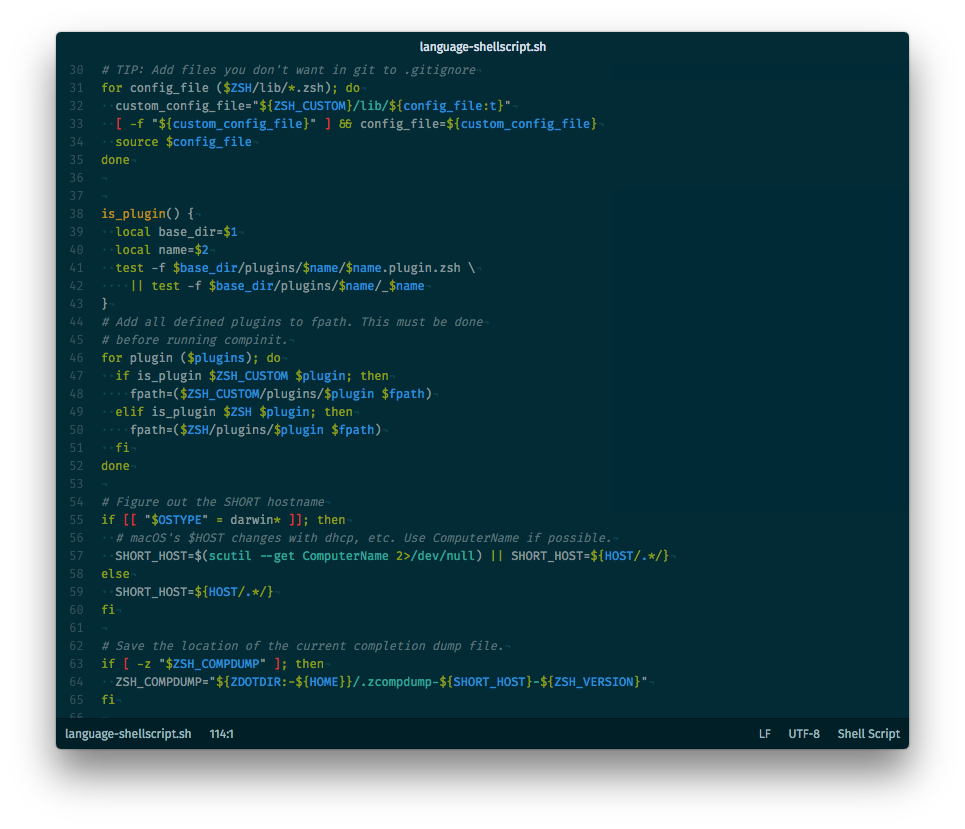 language-shellscript.sh
30 # TIP: Add files you don't want in git to .gitignore¬
31 for config_file ($ZSH/lib/*.zsh); do¬
32 ··custom_config_file="${ZSH_CUSTOM}/lib/${config_file:t}"¬
33 ··[ -f "${custom_config_file}" ] && config_file=${custom_config_file}¬
34 ··source $config_file¬
35 done¬
36 ¬
37 ¬
38 is_plugin() {¬
39 ··local base_dir=$1¬
40 ··local name=$2¬
41 ··test -f $base_dir/plugins/$name/$name.plugin.zsh \¬
42 ····|| test -f $base_dir/plugins/$name/_$name¬
43 }¬
44 # Add all defined plugins to fpath. This must be done¬
45 # before running compinit.¬
46 for plugin ($plugins); do¬
47 ··if is_plugin $ZSH_CUSTOM $plugin; then¬
48 ····fpath=($ZSH_CUSTOM/plugins/$plugin $fpath)¬
49 ··elif is_plugin $ZSH $plugin; then¬
50 ····fpath=($ZSH/plugins/$plugin $fpath)¬
51 ··fi¬
52 done¬
53 ¬
54 # Figure out the SHORT hostname¬
55 if [[ "$OSTYPE" = darwin* ]]; then¬
56 ··# macOS's $HOST changes with dhcp, etc. Use ComputerName if possible.¬
57 ··SHORT_HOST=$(scutil --get ComputerName 2>/dev/null) || SHORT_HOST=${HOST/.*/}¬
58 else¬
59 ··SHORT_HOST=${HOST/.*/}¬
60 fi¬
61 ¬
62 # Save the location of the current completion dump file.¬
63 if [ -z "$ZSH_COMPDUMP" ]; then¬
64 ··ZSH_COMPDUMP="${ZDOTDIR:-${HOME}}/.zcompdump-${SHORT_HOST}-${ZSH_VERSION}"¬
65 fi¬
66 ¬
language-shellscript.sh 114:1 LF UTF-8 Shell Script